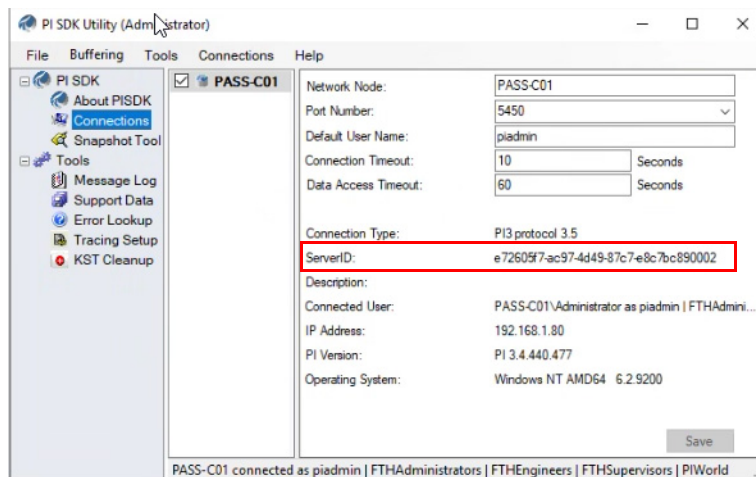 PI SDK Utility (Administrator)
File Buffering Tools Connections Help
PI SDK
About PISDK
Connections
Snapshot Tool
Tools
Message Log
Support Data
Error Lookup
Tracing Setup
KST Cleanup
PASS-C01
Network Node: PASS-C01
Port Number: 5450
Default User Name: piadmin
Connection Timeout: 10 Seconds
Data Access Timeout: 60 Seconds
Connection Type: PI3 protocol 3.5
ServerID: e72605f7-ac97-4d49-87c7-e8c7bc890002
Description:
Connected User: PASS-C01\Administrator as piadmin | FTHAdmini...
IP Address: 192.168.1.80
PI Version: PI 3.4.440.477
Operating System: Windows NT AMD64 6.2.9200
Save
PASS-C01 connected as piadmin | FTHAdministrators | FTHEngineers | FTHSupervisors | PIWorld